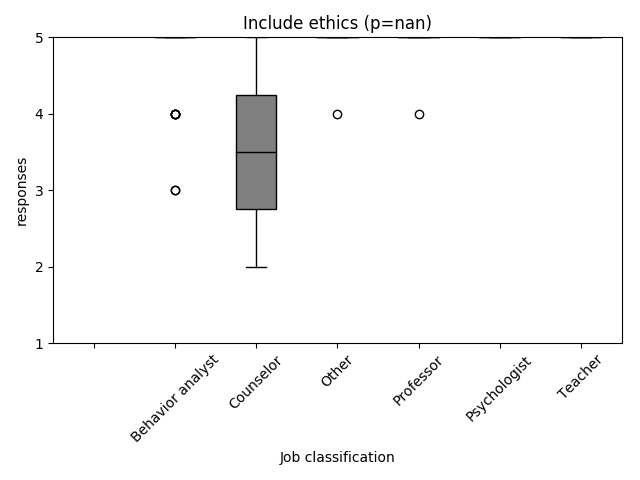 Include ethics (p=nan)
5
4
3
2
1
responses
Behavior analyst
Counselor
Other
Professor
Psychologist
Teacher
Job classification